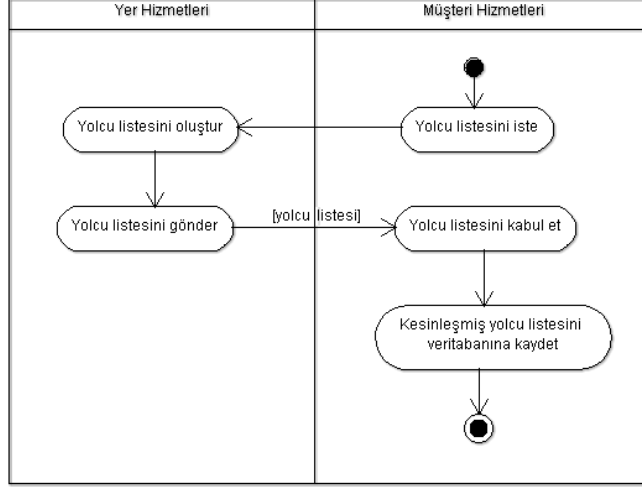 Yer Hizmetleri
Müşteri Hizmetleri
Yolcu listesini iste
Yolcu listesini oluştur
Yolcu listesini gönder
[yolcu listesi]
Yolcu listesini kabul et
Kesinleşmiş yolcu listesini
veritabanına kaydet